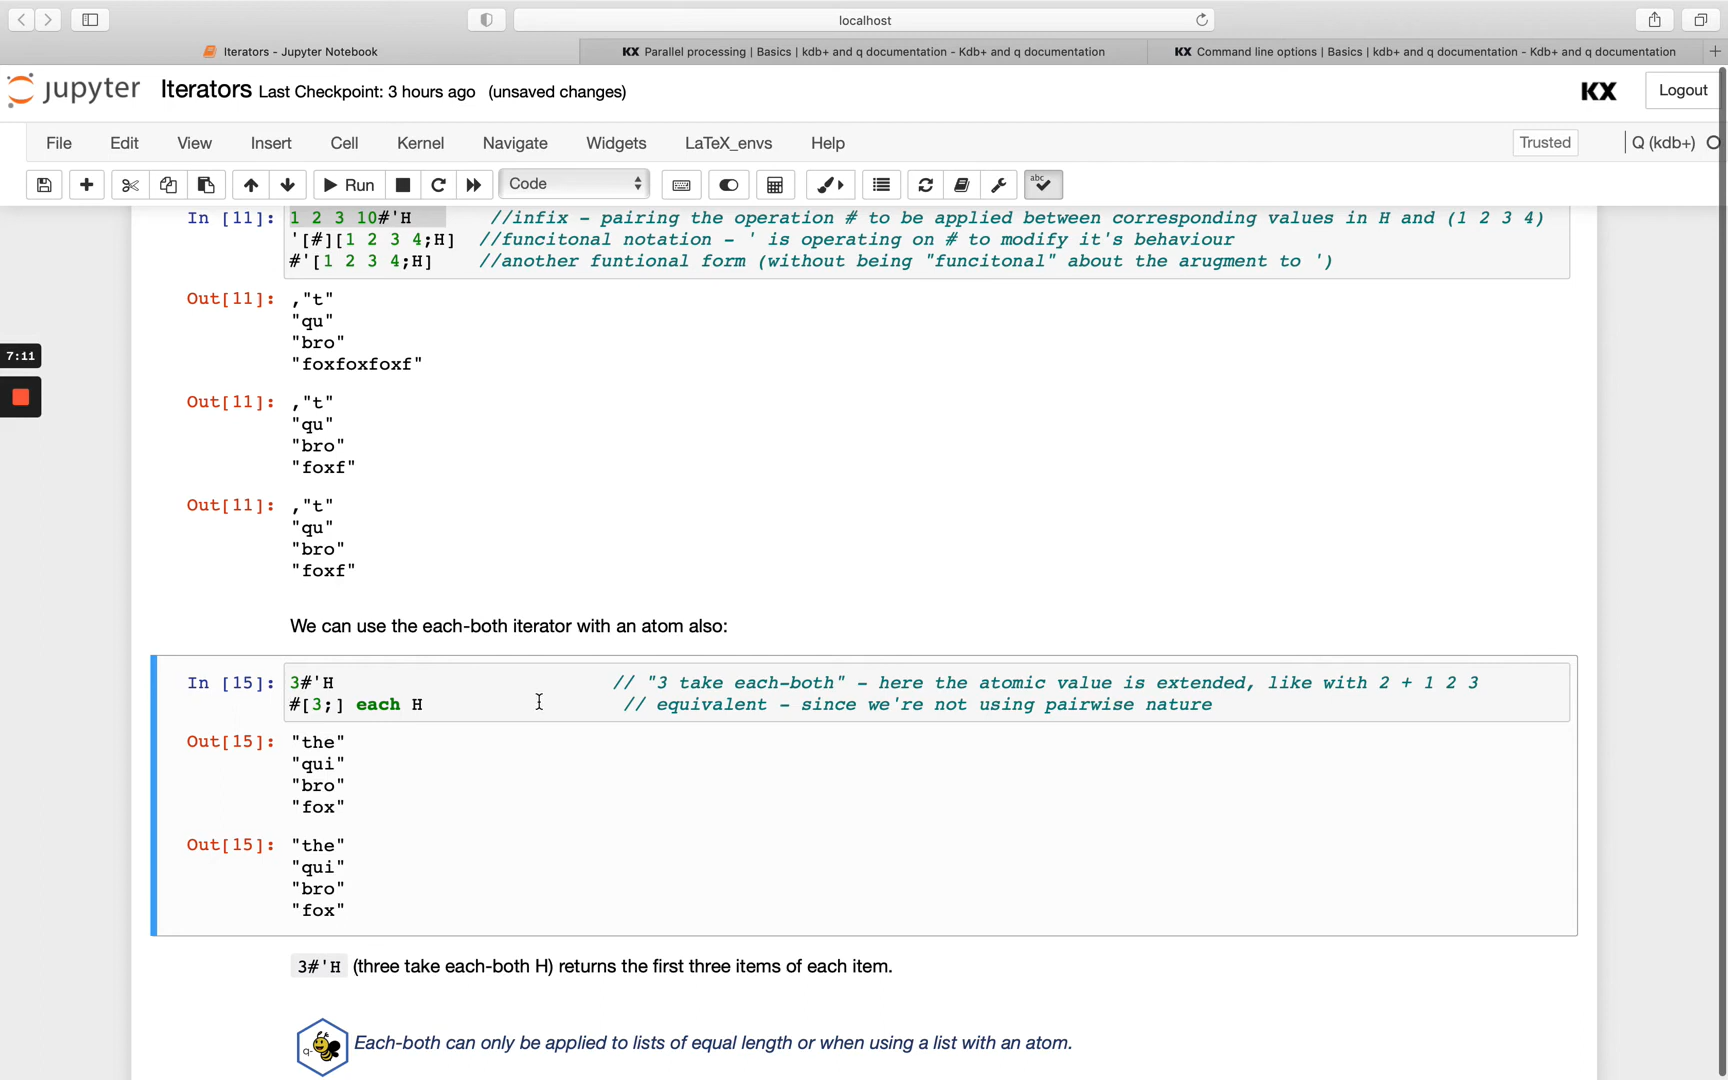 localhost
Iterators - Jupyter Notebook
KX Parallel processing | Basics | kdb+ and q documentation - Kdb+ and q documentation
KX Command line options | Basics | kdb+ and q documentation - Kdb+ and q documentation
jupyter Iterators Last Checkpoint: 3 hours ago (unsaved changes)
KX
Logout
File Edit View Insert Cell Kernel Navigate Widgets LaTeX_envs Help
Trusted
Q (kdb+)
Run
Code
abc
In [11]: 1 2 3 10#'H //infix - pairing the operation # to be applied between corresponding values in H and (1 2 3 4)
'[#][1 2 3 4;H] //funcitonal notation - ' is operating on # to modify it's behaviour
#'[1 2 3 4;H] //another funtional form (without being "funcitonal" about the arugment to ')
Out[11]: ,"t"
"qu"
"bro"
"foxfoxfoxf"
7:11
Out[11]: ,"t"
"qu"
"bro"
"foxf"
Out[11]: ,"t"
"qu"
"bro"
"foxf"
We can use the each-both iterator with an atom also:
In [15]: 3#'H // "3 take each-both" - here the atomic value is extended, like with 2 + 1 2 3
#[3;] each H // equivalent - since we're not using pairwise nature
Out[15]: "the"
"qui"
"bro"
"fox"
Out[15]: "the"
"qui"
"bro"
"fox"
3#'H (three take each-both H) returns the first three items of each item.
q-
Each-both can only be applied to lists of equal length or when using a list with an atom.